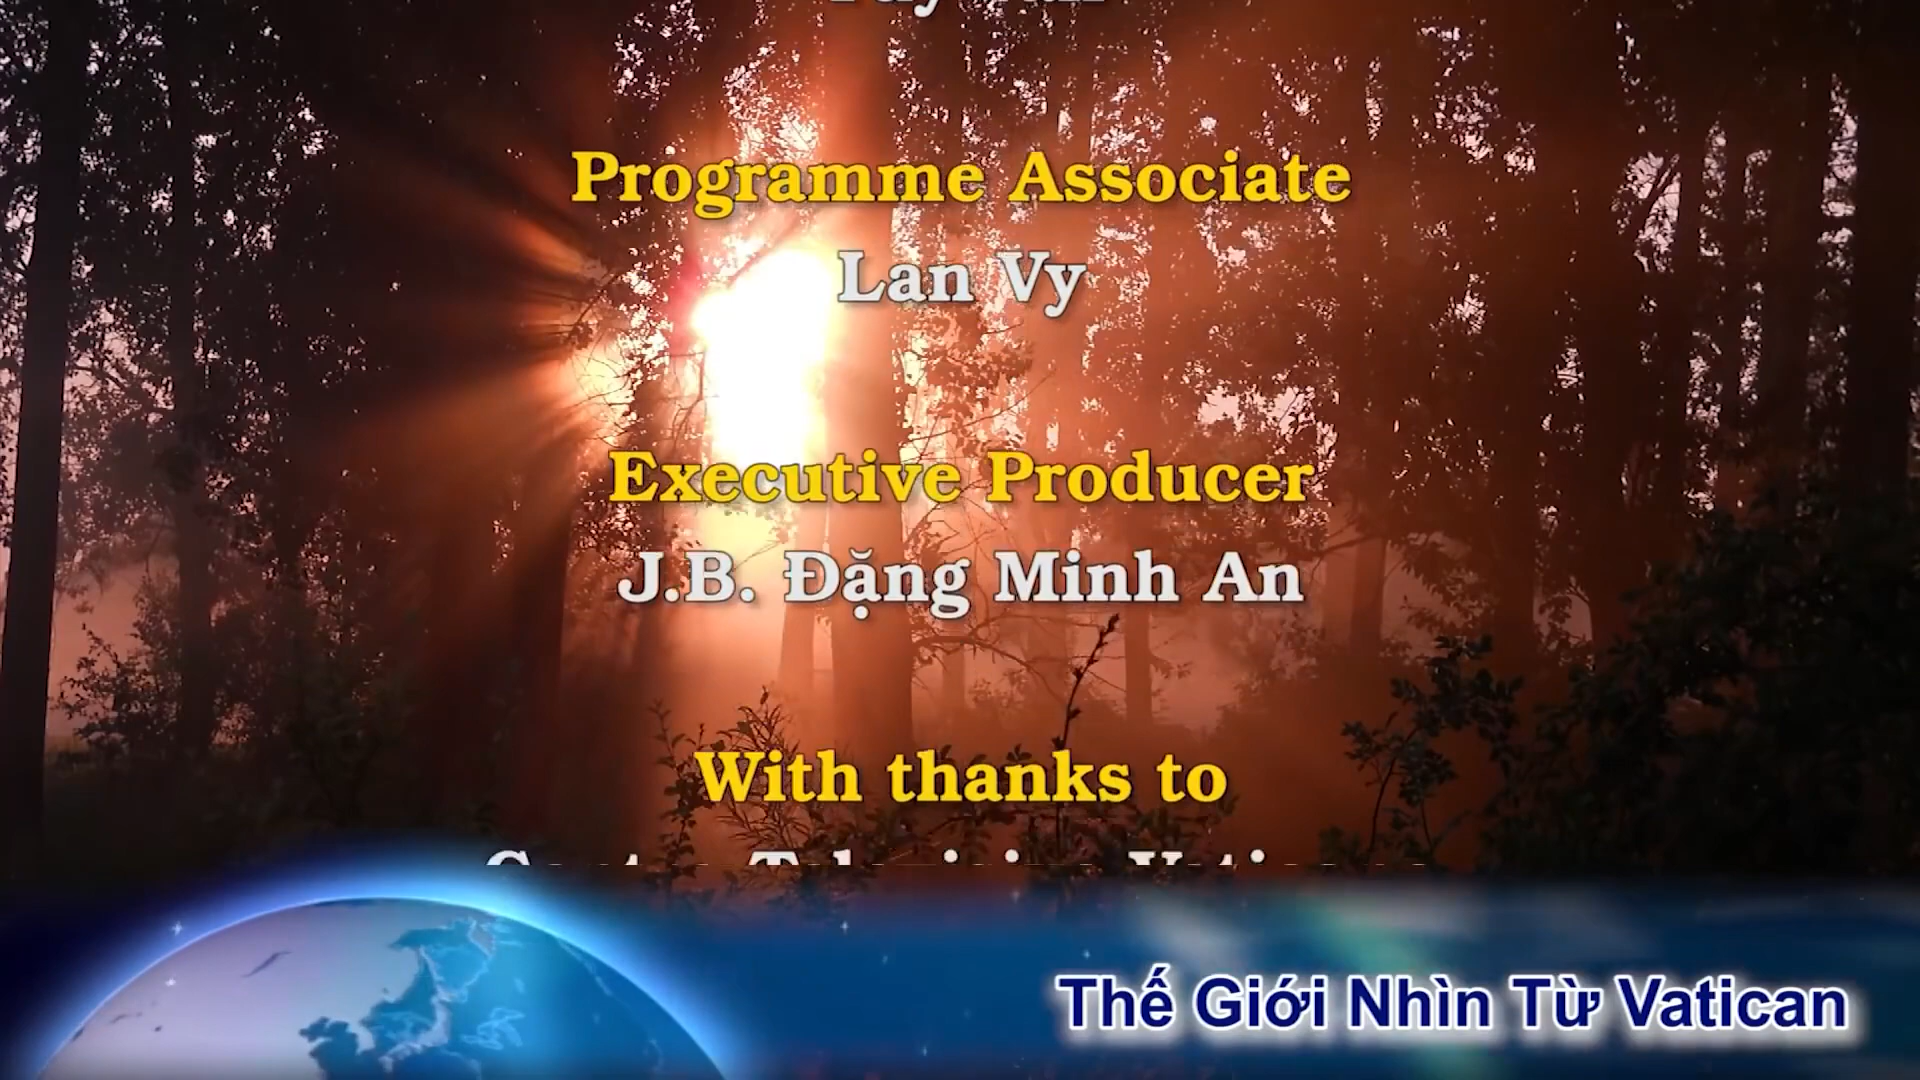 Programme Associate
Lan Vy
Executive Producer
J.B. Đặng Minh An
With thanks to
Thế Giới Nhìn Từ Vatican